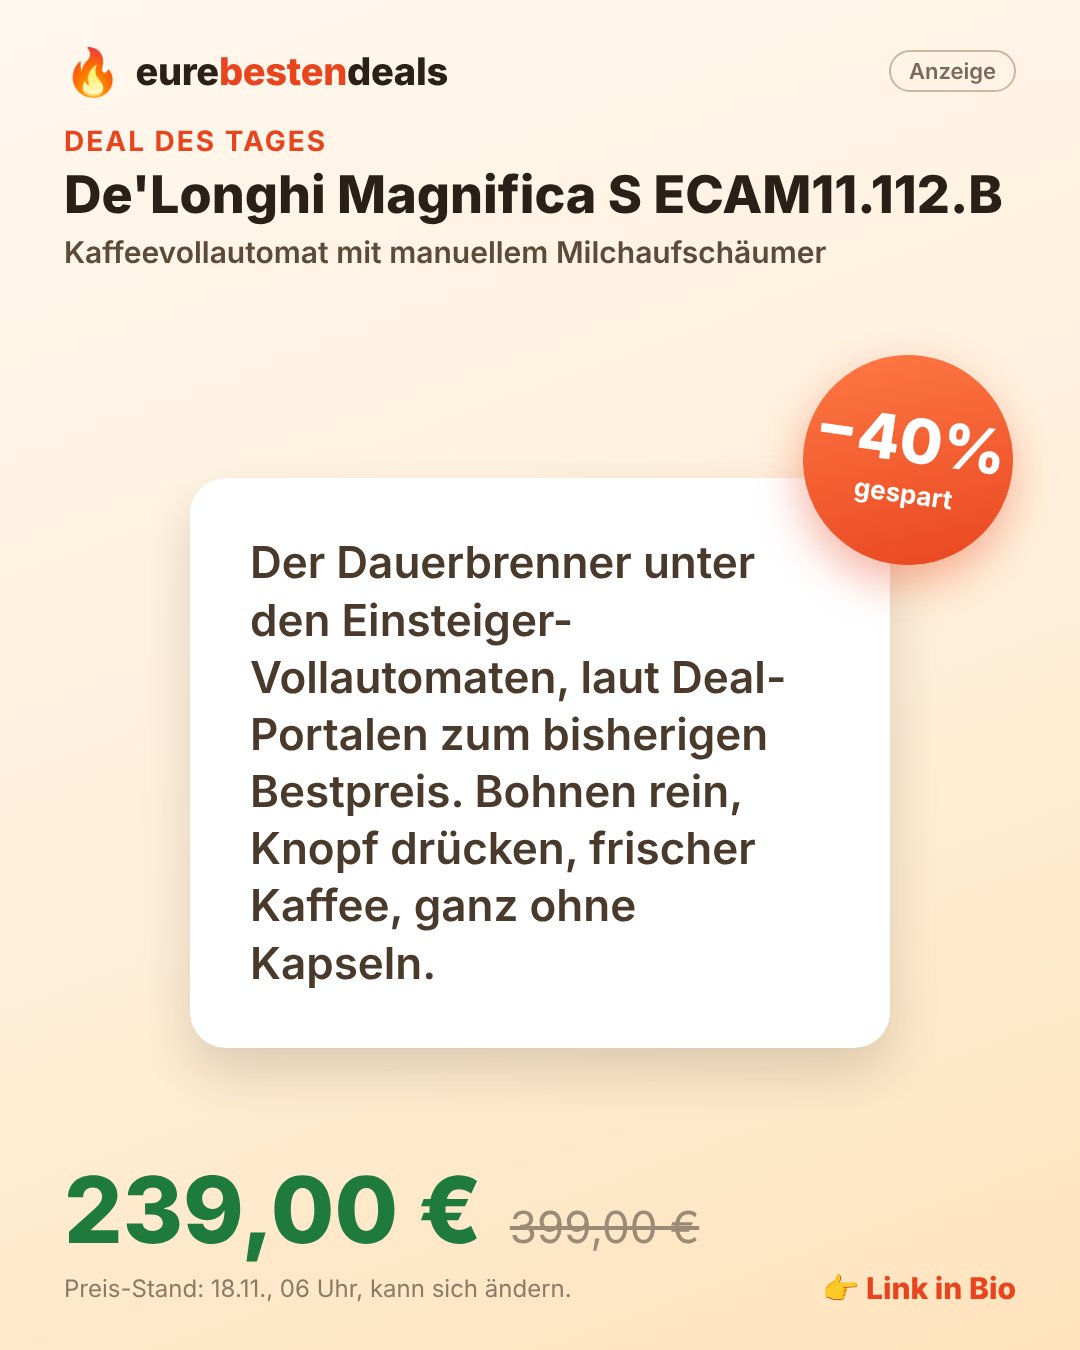 eurebestendeals
Anzeige
DEAL DES TAGES
De'Longhi Magnifica S ECAM11.112.B
Kaffeevollautomat mit manuellem Milchaufschäumer
−40%
gespart
Der Dauerbrenner unter
den Einsteiger-
Vollautomaten, laut Deal-
Portalen zum bisherigen
Bestpreis. Bohnen rein,
Knopf drücken, frischer
Kaffee, ganz ohne
Kapseln.
239,00 € 399,00 €
Preis-Stand: 18.11., 06 Uhr, kann sich ändern.
👉 Link in Bio